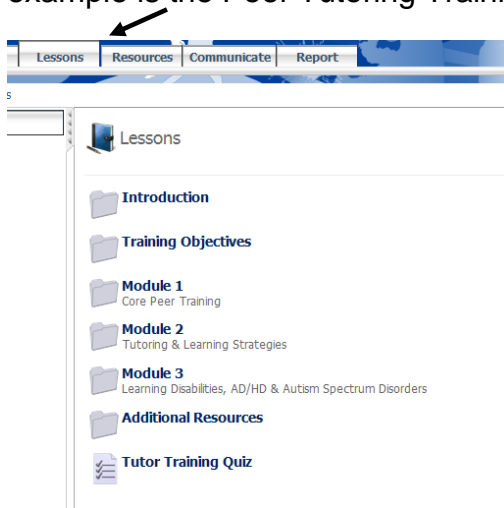 example is the Peer Tutoring
Lessons Resources Communicate Report
s
Lessons
Introduction
Training Objectives
Module 1
Core Peer Training
Module 2
Tutoring & Learning Strategies
Module 3
Learning Disabilities, AD/HD & Autism Spectrum Disorders
Additional Resources
Tutor Training Quiz